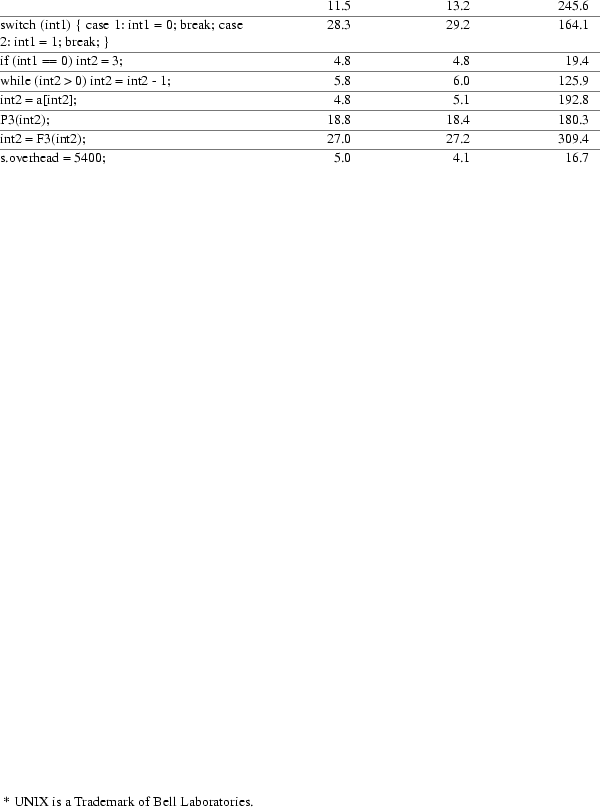 11.5 13.2 245.6
switch (int1) { case 1: int1 = 0; break; case 28.3 29.2 164.1
2: int1 = 1; break; }
if (int1 == 0) int2 = 3; 4.8 4.8 19.4
while (int2 > 0) int2 = int2 - 1; 5.8 6.0 125.9
int2 = a[int2]; 4.8 5.1 192.8
P3(int2); 18.8 18.4 180.3
int2 = F3(int2); 27.0 27.2 309.4
s.overhead = 5400; 5.0 4.1 16.7
* UNIX is a Trademark of Bell Laboratories.